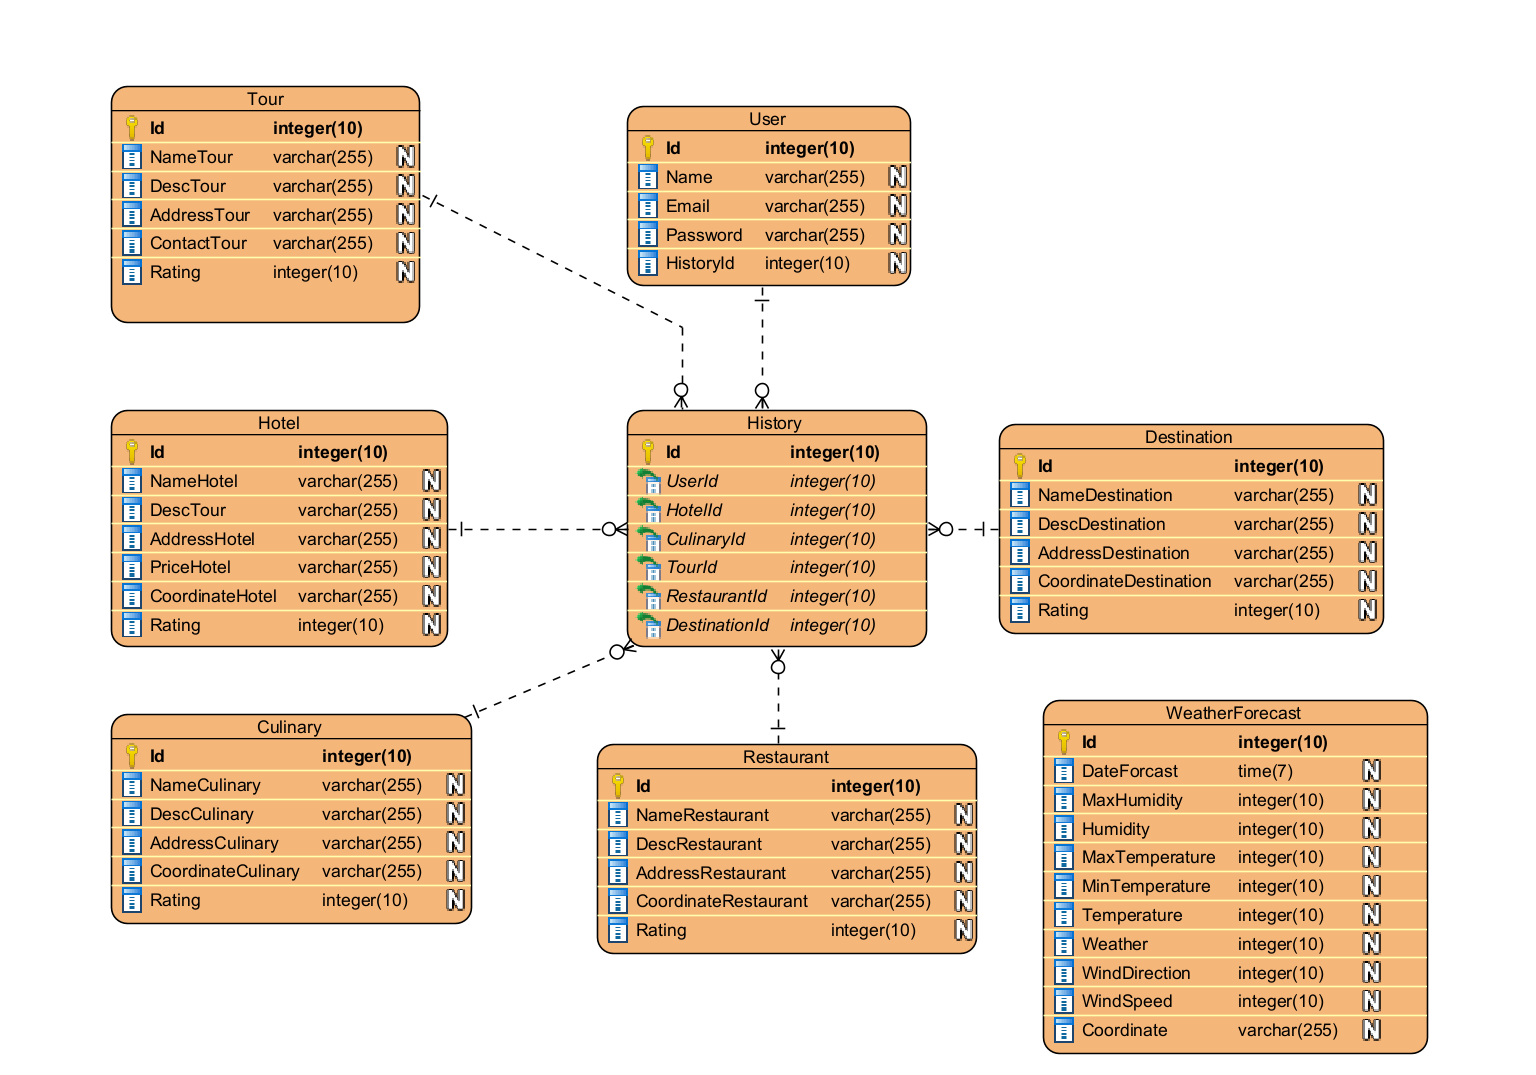 Tour
Id integer(10)
NameTour varchar(255) N
DescTour varchar(255) N
AddressTour varchar(255) N
ContactTour varchar(255) N
Rating integer(10) N
User
Id integer(10)
Name varchar(255) N
Email varchar(255) N
Password varchar(255) N
HistoryId integer(10) N
Hotel
Id integer(10)
NameHotel varchar(255) N
DescTour varchar(255) N
AddressHotel varchar(255) N
PriceHotel varchar(255) N
CoordinateHotel varchar(255) N
Rating integer(10) N
History
Id integer(10)
UserId integer(10)
HotelId integer(10)
CulinaryId integer(10)
TourId integer(10)
RestaurantId integer(10)
DestinationId integer(10)
Destination
Id integer(10)
NameDestination varchar(255) N
DescDestination varchar(255) N
AddressDestination varchar(255) N
CoordinateDestination varchar(255) N
Rating integer(10) N
Culinary
Id integer(10)
NameCulinary varchar(255) N
DescCulinary varchar(255) N
AddressCulinary varchar(255) N
CoordinateCulinary varchar(255) N
Rating integer(10) N
Restaurant
Id integer(10)
NameRestaurant varchar(255) N
DescRestaurant varchar(255) N
AddressRestaurant varchar(255) N
CoordinateRestaurant varchar(255) N
Rating integer(10) N
WeatherForecast
Id integer(10)
DateForcast time(7) N
MaxHumidity integer(10) N
Humidity integer(10) N
MaxTemperature integer(10) N
MinTemperature integer(10) N
Temperature integer(10) N
Weather integer(10) N
WindDirection integer(10) N
WindSpeed integer(10) N
Coordinate varchar(255) N